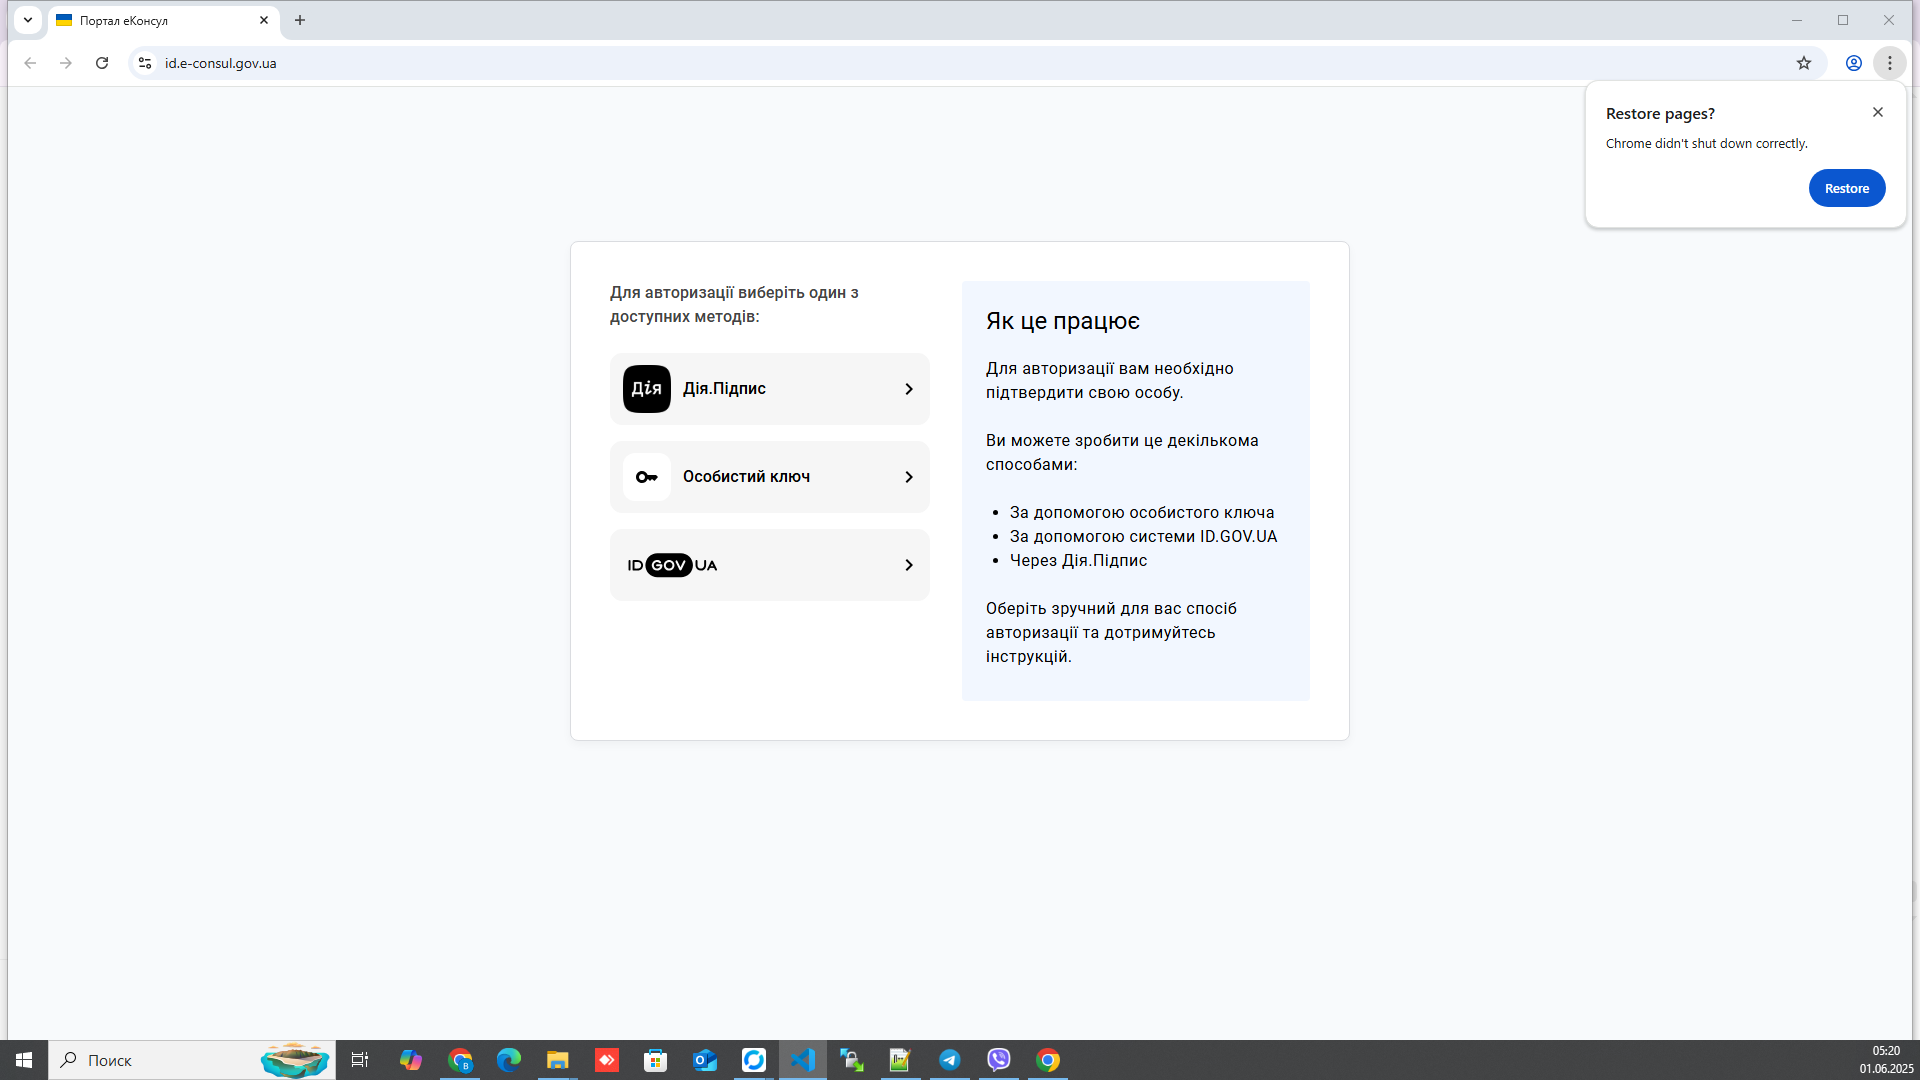 Портал еКонсул
id.e-consul.gov.ua
Restore pages?
Chrome didn't shut down correctly.
Restore
Для авторизації виберіть один з
доступних методів:
Дія
Дія.Підпис
Особистий ключ
ID GOV UA
Як це працює
Для авторизації вам необхідно
підтвердити свою особу.
Ви можете зробити це декількома
способами:
• За допомогою особистого ключа
• За допомогою системи ID.GOV.UA
• Через Дія.Підпис
Оберіть зручний для вас спосіб
авторизації та дотримуйтесь
інструкцій.
Поиск
05:20
01.06.2025